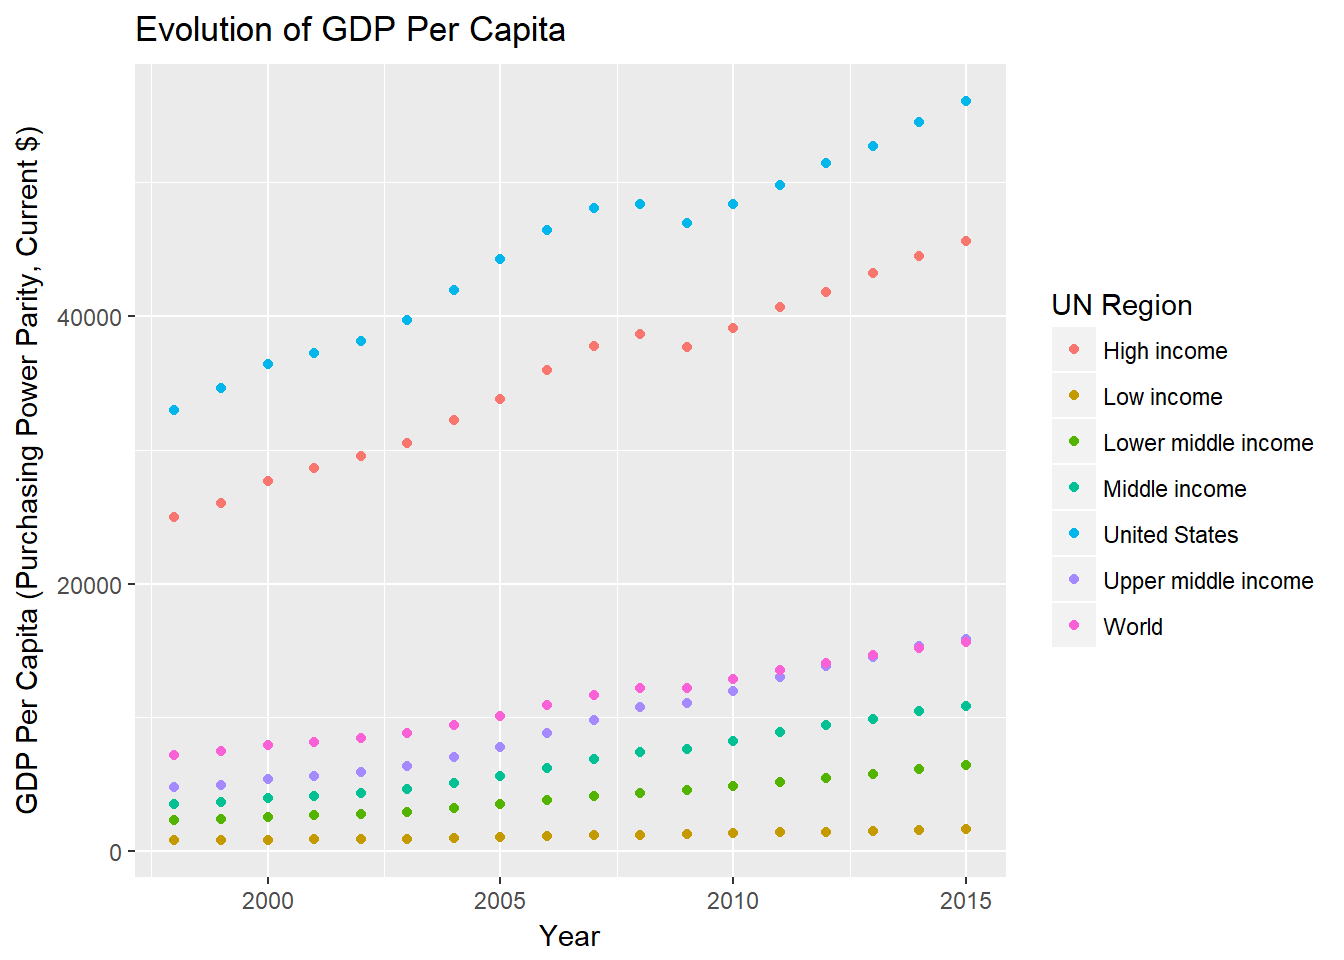 Evolution of GDP Per Capita
GDP Per Capita (Purchasing Power Parity, Current $)
40000
20000
0
2000
2005
2010
2015
Year
UN Region
High income
Low income
Lower middle income
Middle income
United States
Upper middle income
World